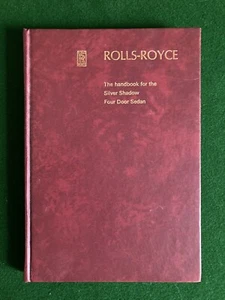 ROLLS-ROYCE
The handbook for the
Silver Shadow
Four Door Sedan